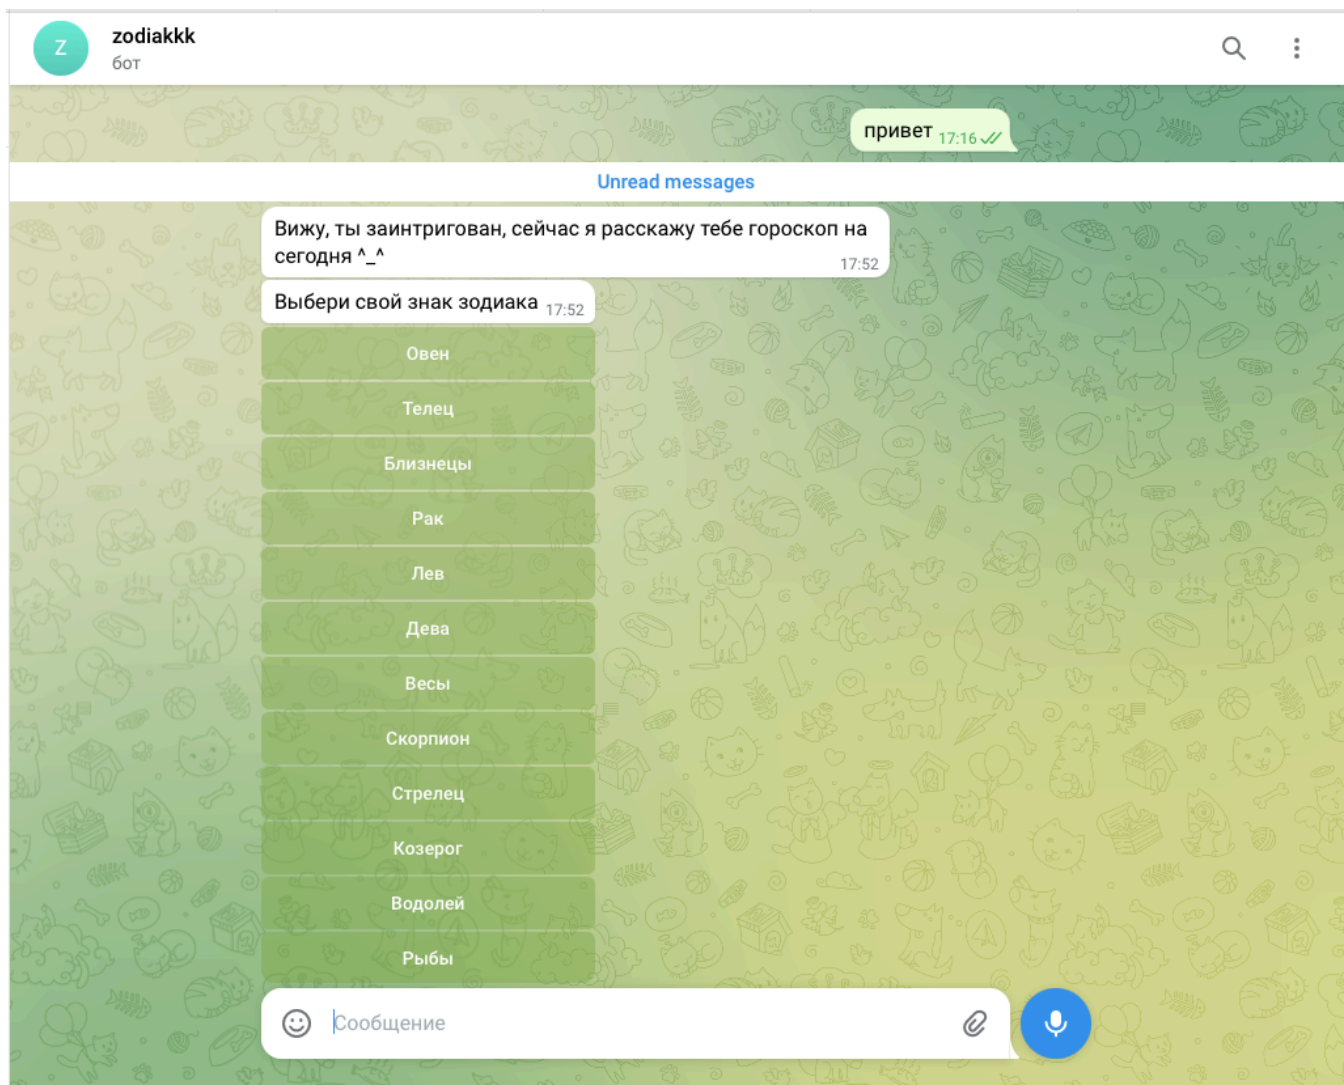 Z
zodiakkk
бот
привет 17:16
Unread messages
Вижу, ты заинтригован, сейчас я расскажу тебе гороскоп на
сегодня ^_^ 17:52
Выбери свой знак зодиака 17:52
Овен
Телец
Близнецы
Рак
Лев
Дева
Весы
Скорпион
Стрелец
Козерог
Водолей
Рыбы
Сообщение